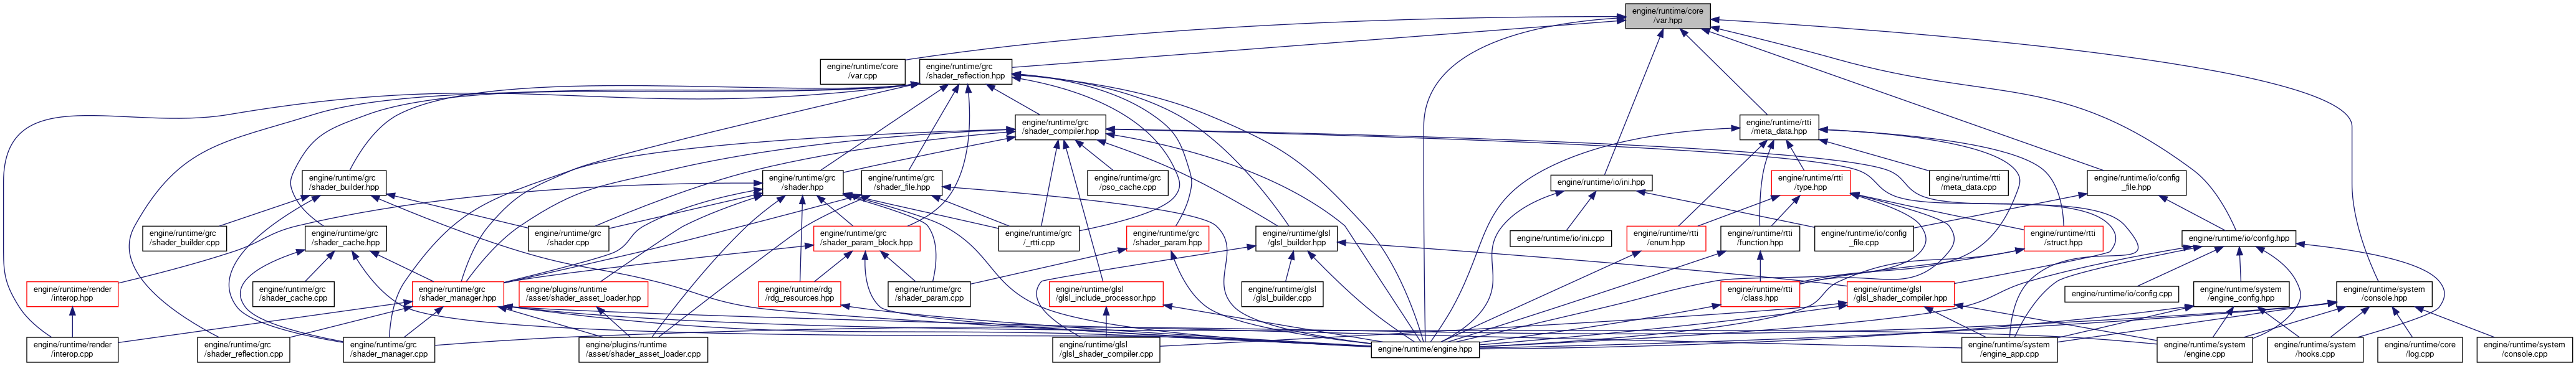 engine/runtime/core
/var.hpp
engine/runtime/core
/var.cpp
engine/runtime/grc
/shader_reflection.hpp
engine/runtime/grc
/shader_compiler.hpp
engine/runtime/rtti
/meta_data.hpp
engine/runtime/grc
/shader_builder.hpp
engine/runtime/grc
/shader.hpp
engine/runtime/grc
/shader_file.hpp
engine/runtime/grc
/pso_cache.cpp
engine/runtime/io/ini.hpp
engine/runtime/rtti
/type.hpp
engine/runtime/rtti
/meta_data.cpp
engine/runtime/io/config
_file.hpp
engine/runtime/grc
/shader_builder.cpp
engine/runtime/grc
/shader_cache.hpp
engine/runtime/grc
/shader.cpp
engine/runtime/grc
/shader_param_block.hpp
engine/runtime/grc
/_rtti.cpp
engine/runtime/grc
/shader_param.hpp
engine/runtime/glsl
/glsl_builder.hpp
engine/runtime/io/ini.cpp
engine/runtime/rtti
/enum.hpp
engine/runtime/rtti
/function.hpp
engine/runtime/io/config
_file.cpp
engine/runtime/rtti
/struct.hpp
engine/runtime/io/config.hpp
engine/runtime/render
/interop.hpp
engine/runtime/grc
/shader_cache.cpp
engine/runtime/grc
/shader_manager.hpp
engine/plugins/runtime
asset/shader_asset_loader.hpp
engine/runtime/rdg
/rdg_resources.hpp
engine/runtime/grc
/shader_param.cpp
engine/runtime/glsl
/glsl_include_processor.hpp
engine/runtime/glsl
/glsl_builder.cpp
engine/runtime/rtti
/class.hpp
engine/runtime/glsl
/glsl_shader_compiler.hpp
engine/runtime/io/config.cpp
engine/runtime/system
/engine_config.hpp
engine/runtime/system
/console.hpp
engine/runtime/render
/interop.cpp
engine/runtime/grc
/shader_reflection.cpp
engine/runtime/grc
/shader_manager.cpp
engine/plugins/runtime
asset/shader_asset_loader.cpp
engine/runtime/glsl
/glsl_shader_compiler.cpp
engine/runtime/engine.hpp
engine/runtime/system
/engine_app.cpp
engine/runtime/system
/engine.cpp
engine/runtime/system
/hooks.cpp
engine/runtime/core
/log.cpp
engine/runtime/system
/console.cpp